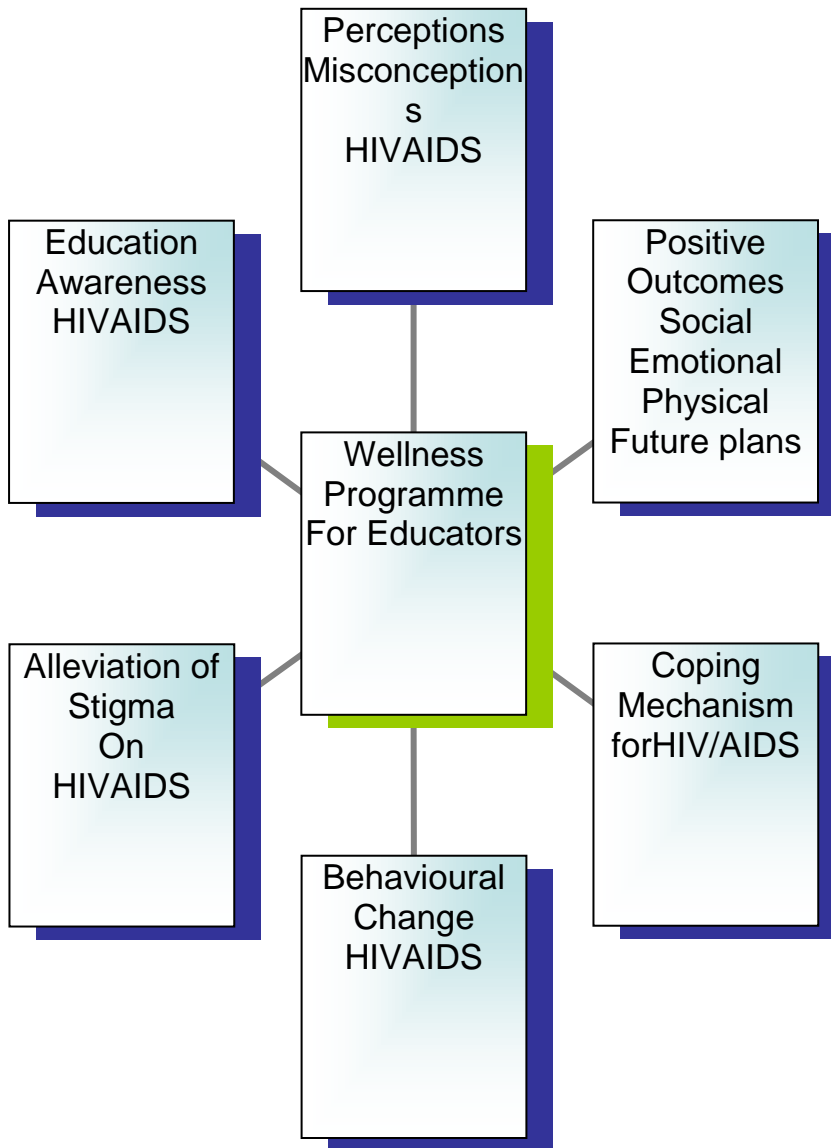 Perceptions
Misconception
s
HIVAIDS
Education
Awareness
HIVAIDS
Positive
Outcomes
Social
Emotional
Physical
Future plans
Wellness
Programme
For Educators
Alleviation of
Stigma
On
HIVAIDS
Coping
Mechanism
forHIV/AIDS
Behavioural
Change
HIVAIDS